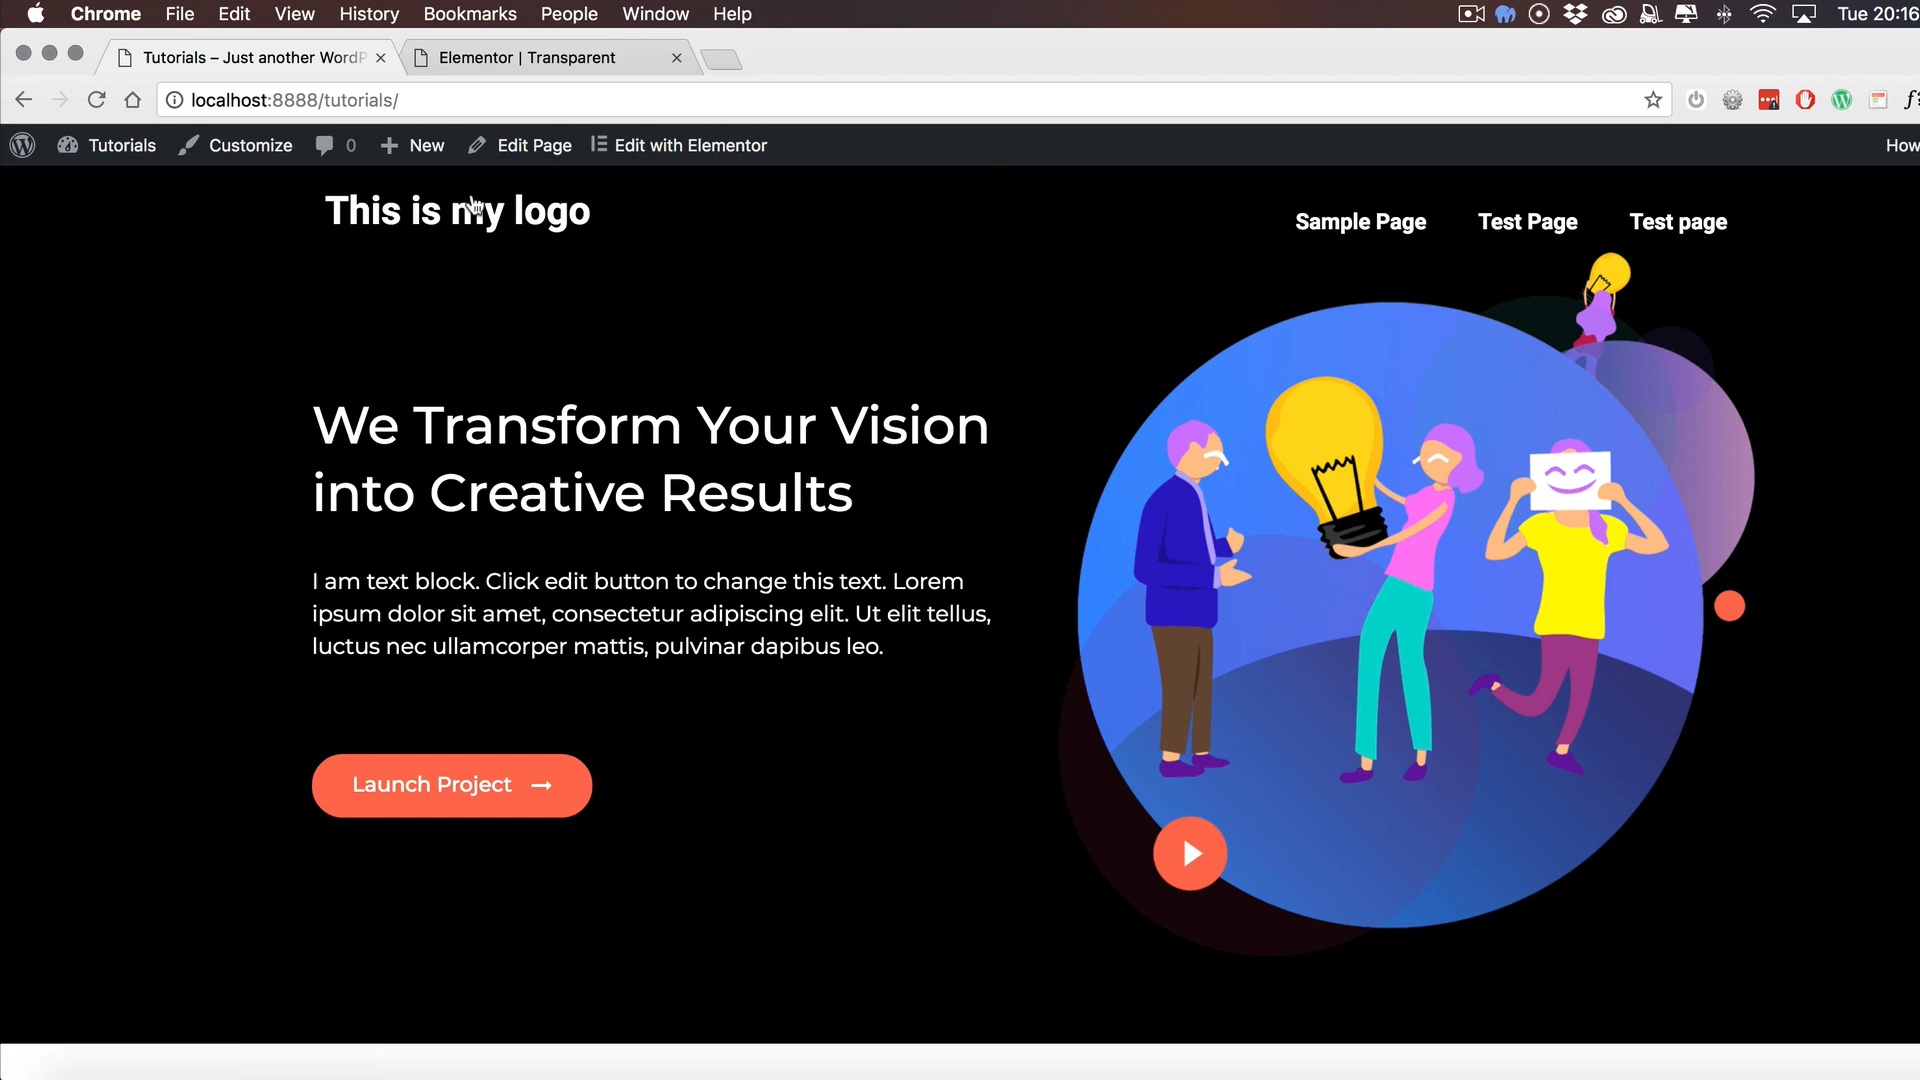 Chrome File Edit View History Bookmarks People Window Help Tue 20:16
Tutorials – Just another WordP Elementor | Transparent
localhost:8888/tutorials/
Tutorials Customize 0 New Edit Page Edit with Elementor How
This is my logo
Sample Page Test Page Test page
We Transform Your Vision
into Creative Results
I am text block. Click edit button to change this text. Lorem
ipsum dolor sit amet, consectetur adipiscing elit. Ut elit tellus,
luctus nec ullamcorper mattis, pulvinar dapibus leo.
Launch Project →